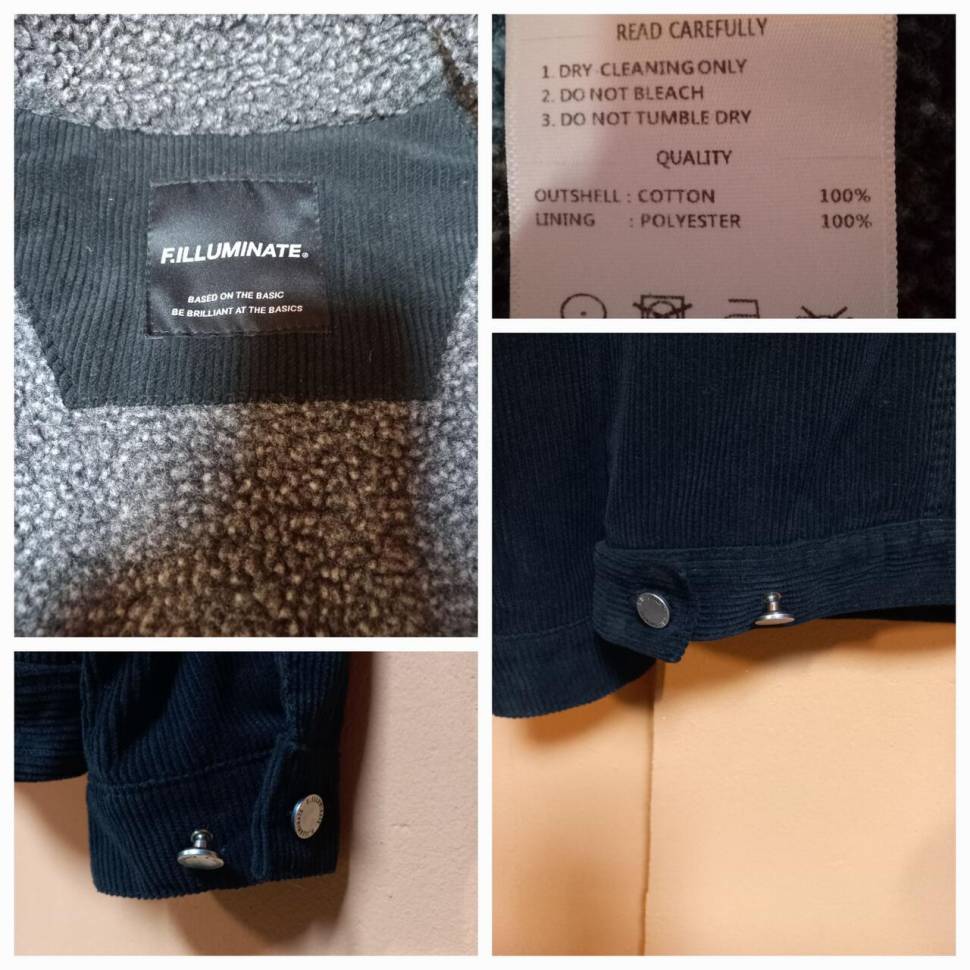 F.ILLUMINATE®
BASED ON THE BASIC
BE BRILLIANT AT THE BASICS
READ CAREFULLY
1. DRY-CLEANING ONLY
2. DO NOT BLEACH
3. DO NOT TUMBLE DRY
QUALITY
OUTSHELL : COTTON 100%
LINING : POLYESTER 100%